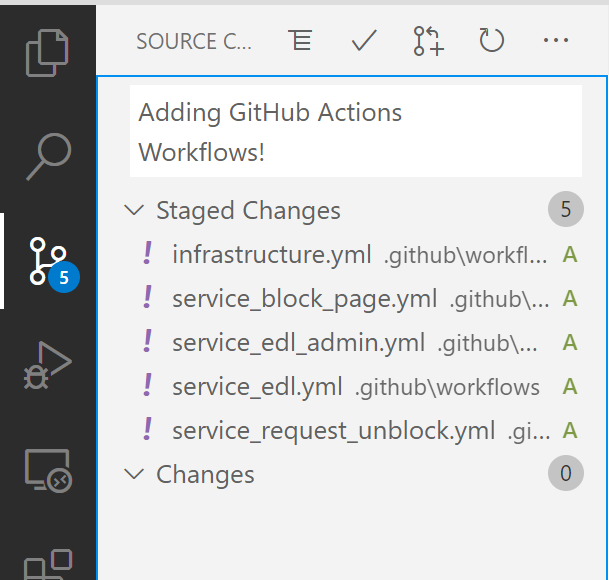 SOURCE C...
Adding GitHub Actions
Workflows!
Staged Changes 5
! infrastructure.yml .github\workfl... A
! service_block_page.yml .github\... A
! service_edl_admin.yml .github\... A
5
! service_edl.yml .github\workflows A
! service_request_unblock.yml .gi... A
Changes 0